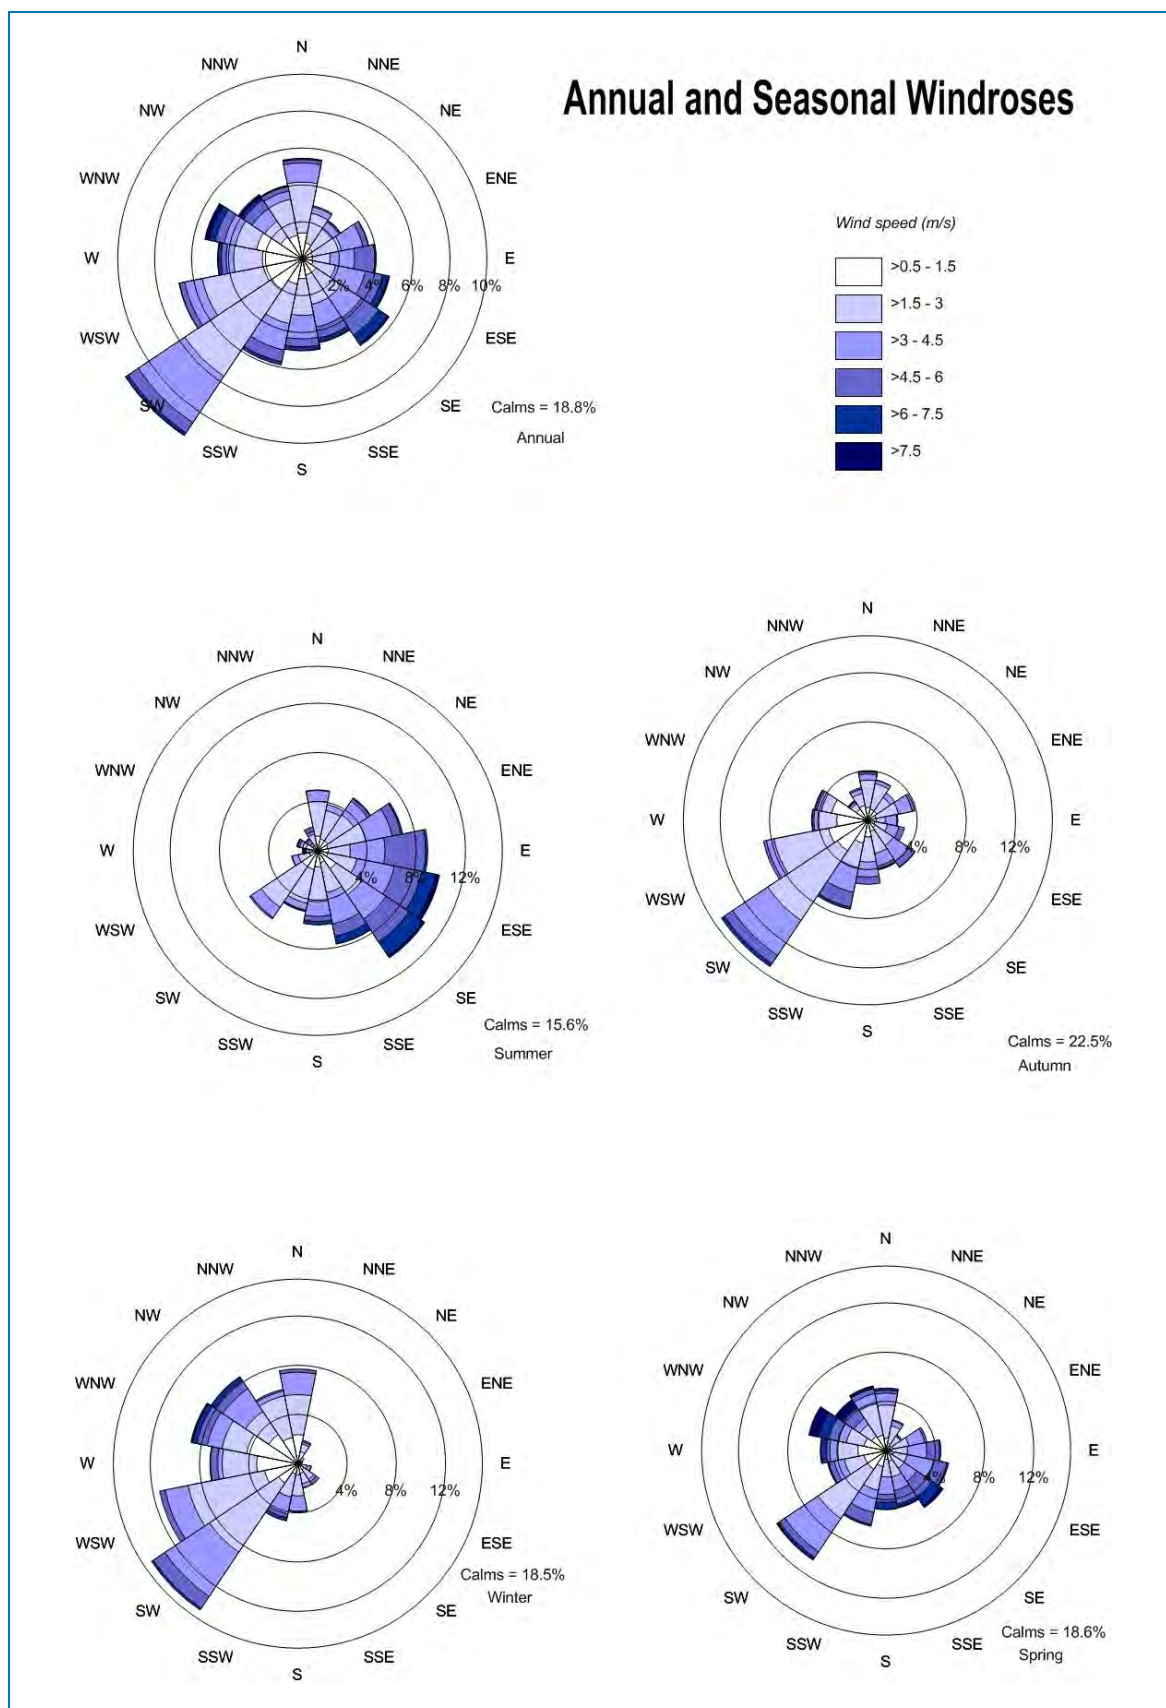 Annual and Seasonal Windroses
N
NNW
NNE
NW
NE
WNW
ENE
W
E
2% 4% 6% 8% 10%
WSW
ESE
SW
SE
SSW
SSE
S
Calms = 18.8%
Annual
Wind speed (m/s)
>0.5 - 1.5
>1.5 - 3
>3 - 4.5
>4.5 - 6
>6 - 7.5
>7.5
N
NNW
NNE
NW
NE
WNW
ENE
W
E
4% 8% 12%
WSW
ESE
SW
SE
SSW
SSE
S
Calms = 15.6%
Summer
N
NNW
NNE
NW
NE
WNW
ENE
W
E
4% 8% 12%
WSW
ESE
SW
SE
SSW
SSE
S
Calms = 22.5%
Autumn
N
NNW
NNE
NW
NE
WNW
ENE
W
E
4% 8% 12%
WSW
ESE
SW
SE
SSW
SSE
S
Calms = 18.5%
Winter
N
NNW
NNE
NW
NE
WNW
ENE
W
E
4% 8% 12%
WSW
ESE
SW
SE
SSW
SSE
S
Calms = 18.6%
Spring